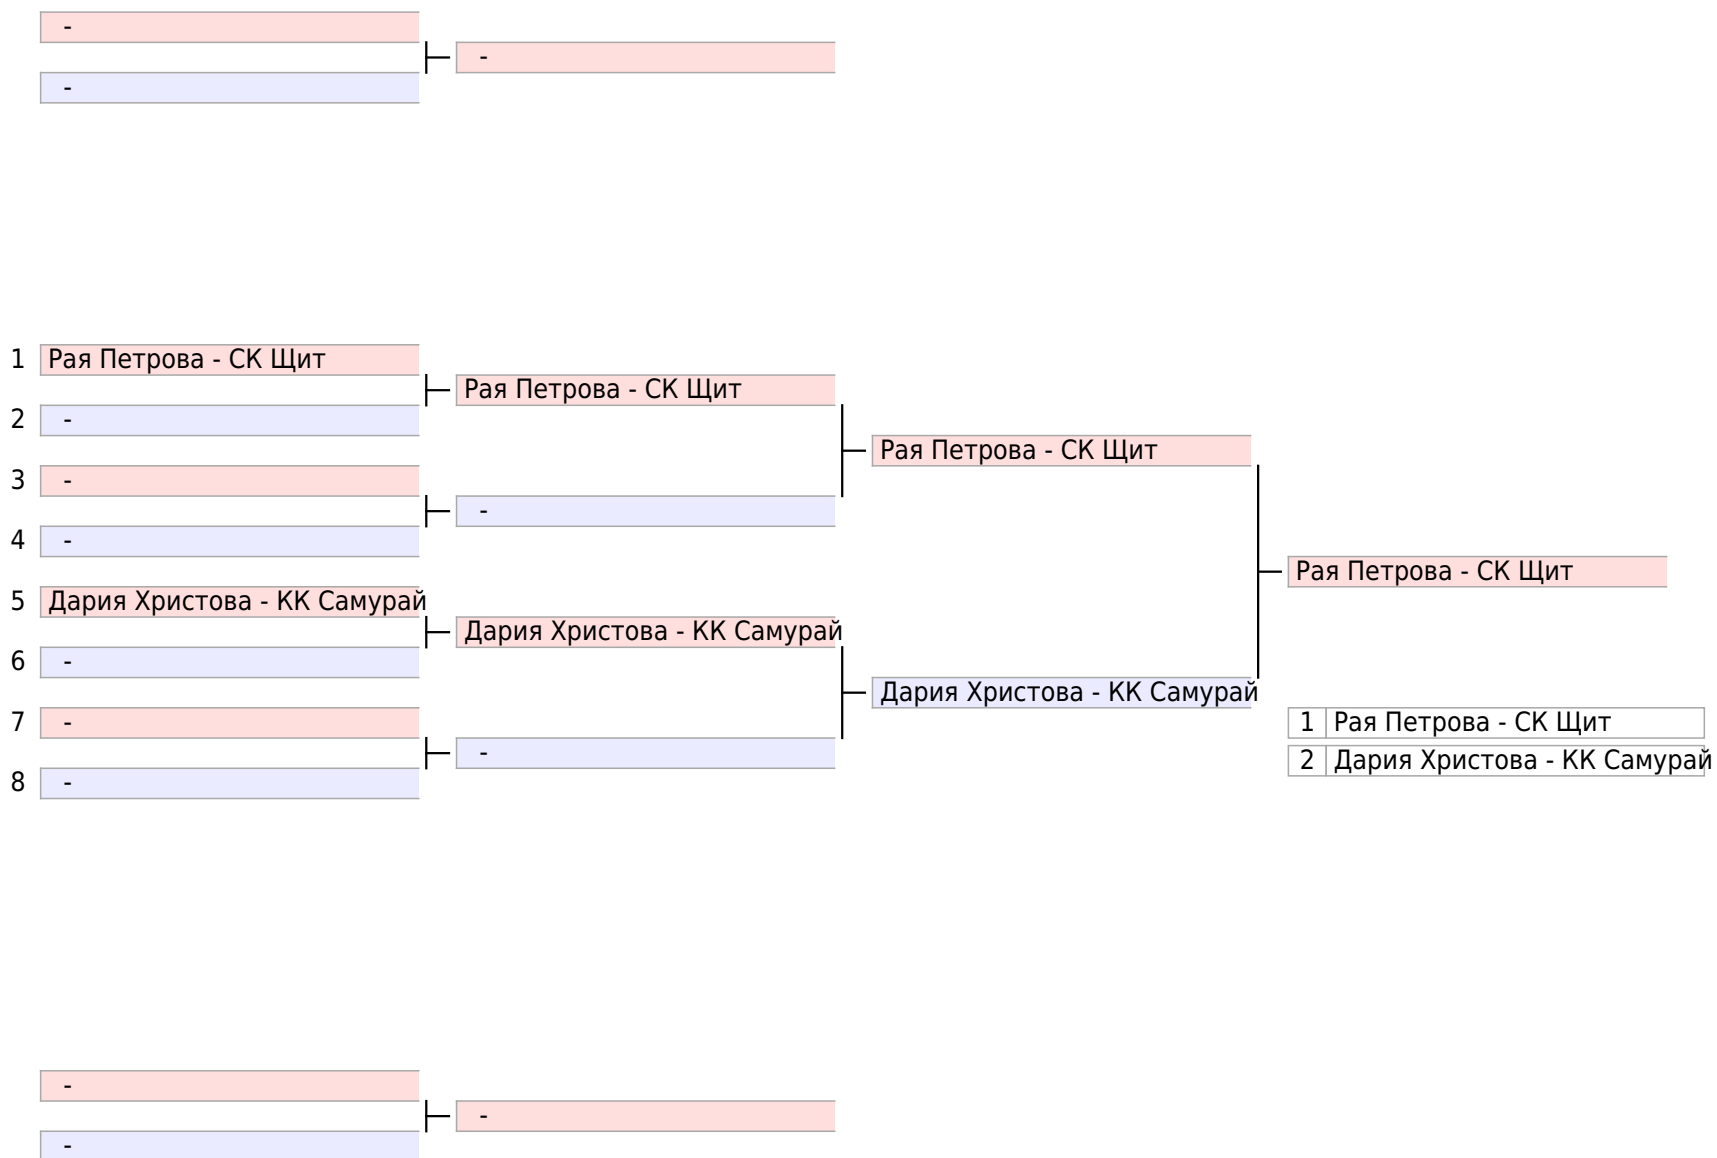 -
-
-
1 Рая Петрова - СК Щит
Рая Петрова - СК Щит
2 -
Рая Петрова - СК Щит
3 -
-
4 -
Рая Петрова - СК Щит
5 Дария Христова - КК Самурай
Дария Христова - КК Самурай
6 -
Дария Христова - КК Самурай
7 -
1 Рая Петрова - СК Щит
-
2 Дария Христова - КК Самурай
8 -
-
-
-